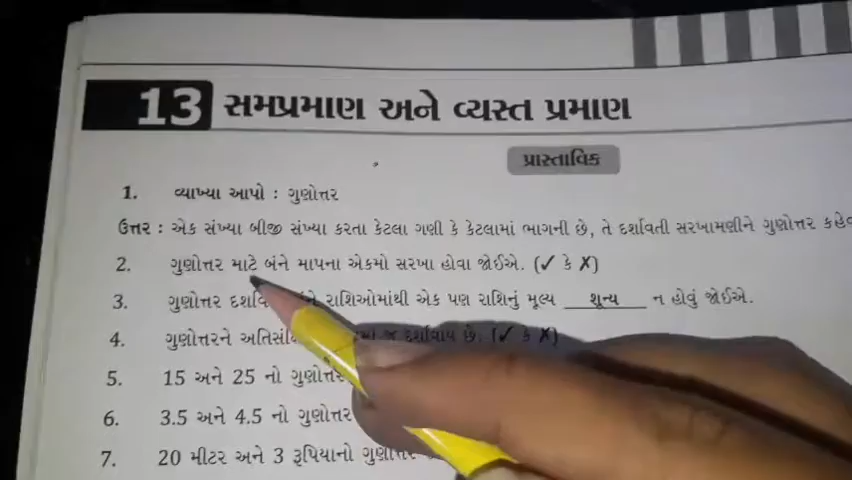 13 સમપ્રમાણ અને વ્યસ્ત પ્રમાણ
પ્રાસ્તાવિક
1. વ્યાખ્યા આપો : ગુણોત્તર
ઉત્તર : એક સંખ્યા બીજી સંખ્યા કરતા કેટલા ગણી કે કેટલામાં ભાગની છે, તે દર્શાવતી સરખામણીને ગુણોત્તર
2. ગુણોત્તર માટે બંને માપના એકમો સરખા હોવા જોઈએ. (✓ કે ✗)
3. ગુણોત્તર રાશિઓમાંથી એક પણ રાશિનું મૂલ્ય શૂન્ય ન હોવું જોઈએ.
4. ગુણોત્તરને જ દર્શાવાય છે. (✓ કે ✗)
5. 15 અને 25 નો ગુણોત્તર
6. 3.5 અને 4.5 નો ગુણોત્તર
7. 20 મીટર અને 3 રૂપિયાનો ગુણોત્તર